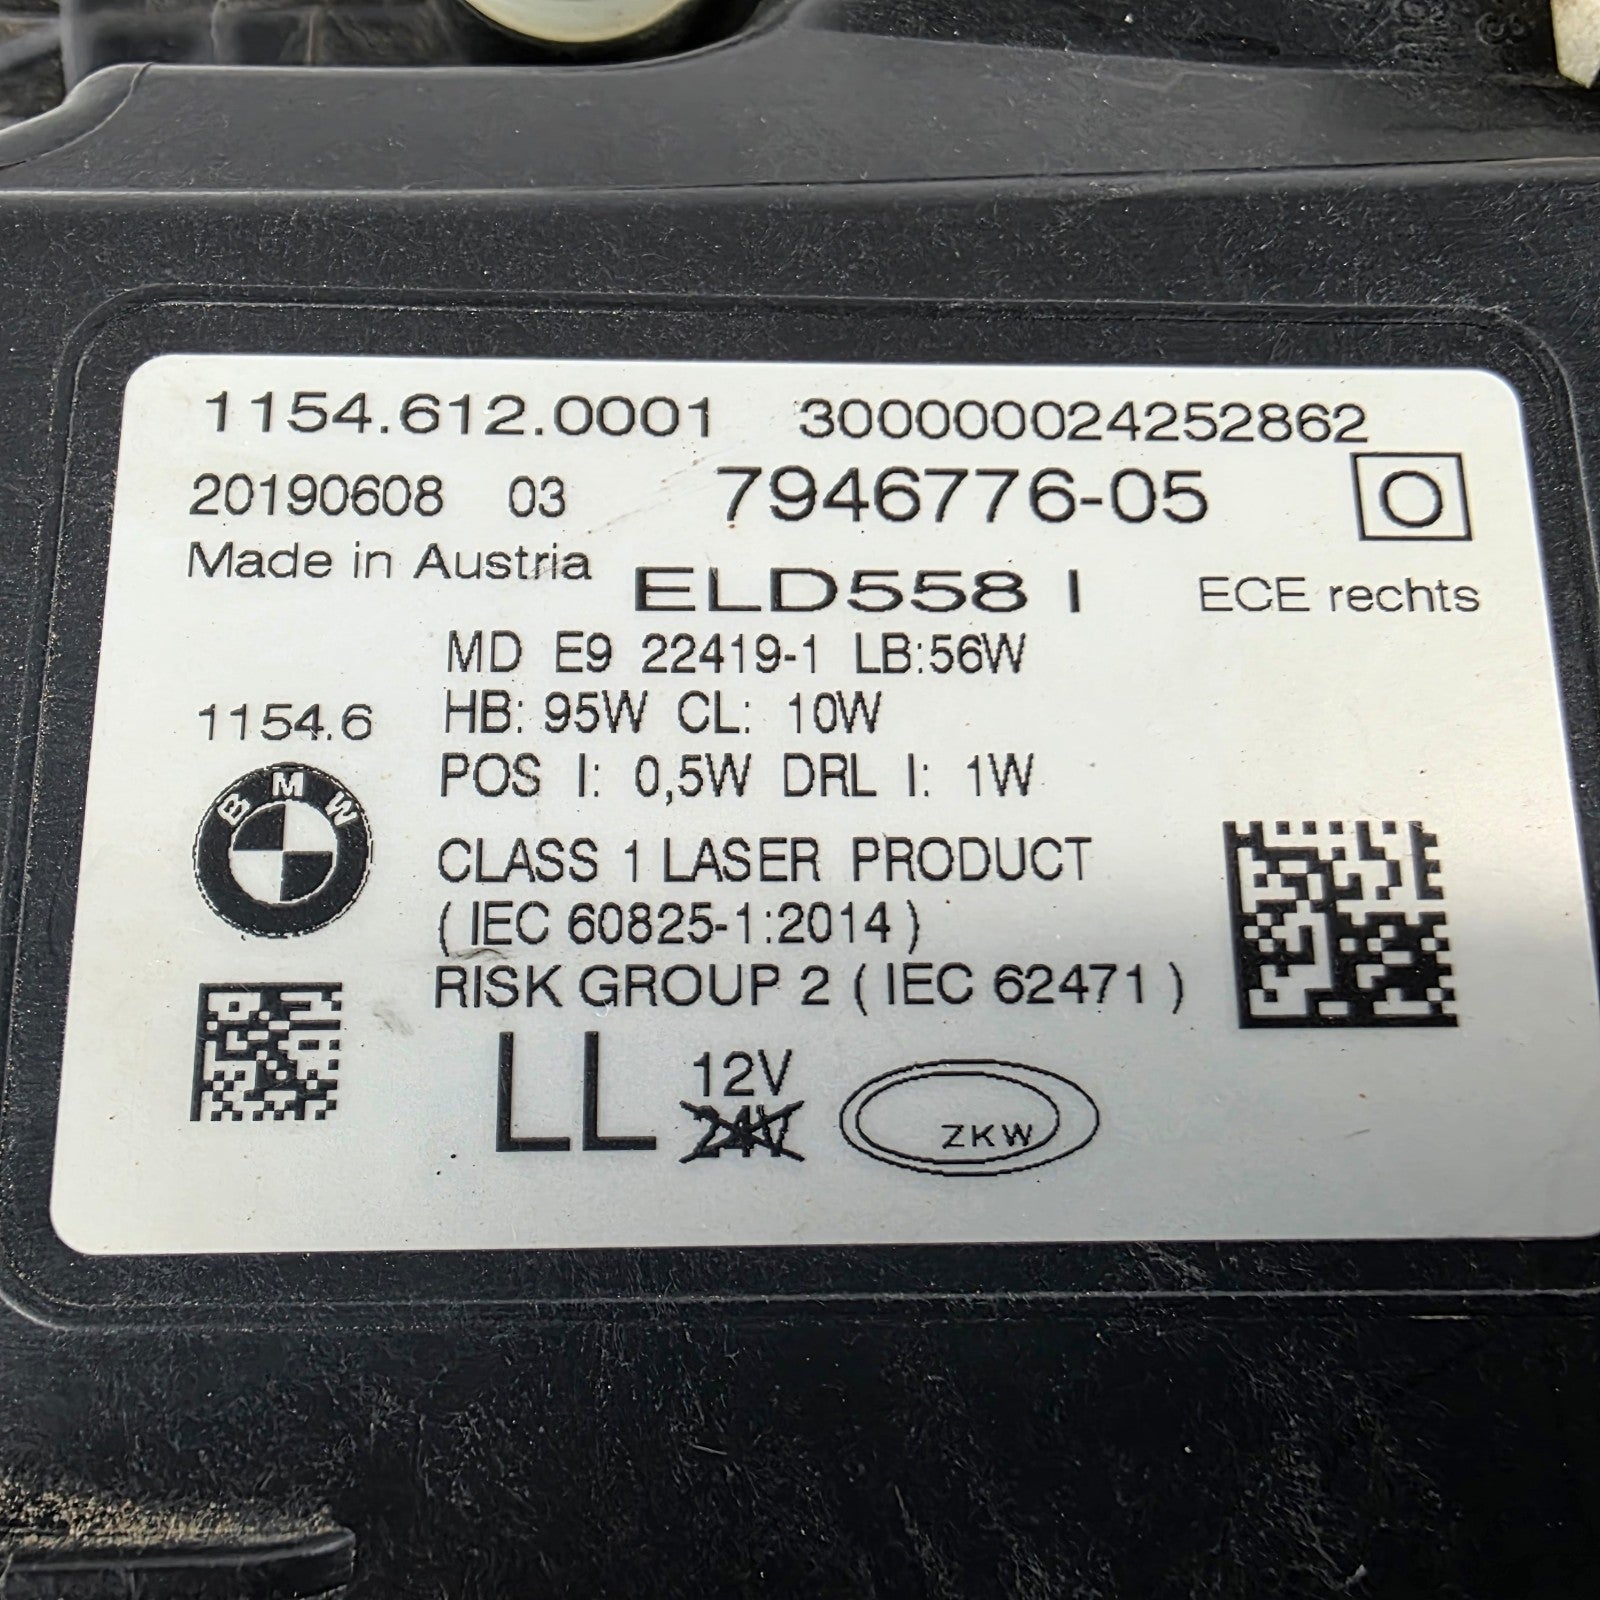 1154.612.0001 3000000024252862
20190608 03 7946776-05 O
Made in Austria ELD558 I ECE rechts
MD E9 22419-1 LB:56W
1154.6 HB: 95W CL: 10W
POS I: 0,5W DRL I: 1W
BMW
CLASS 1 LASER PRODUCT
( IEC 60825-1:2014 )
RISK GROUP 2 ( IEC 62471 )
LL 12V
24V
ZKW